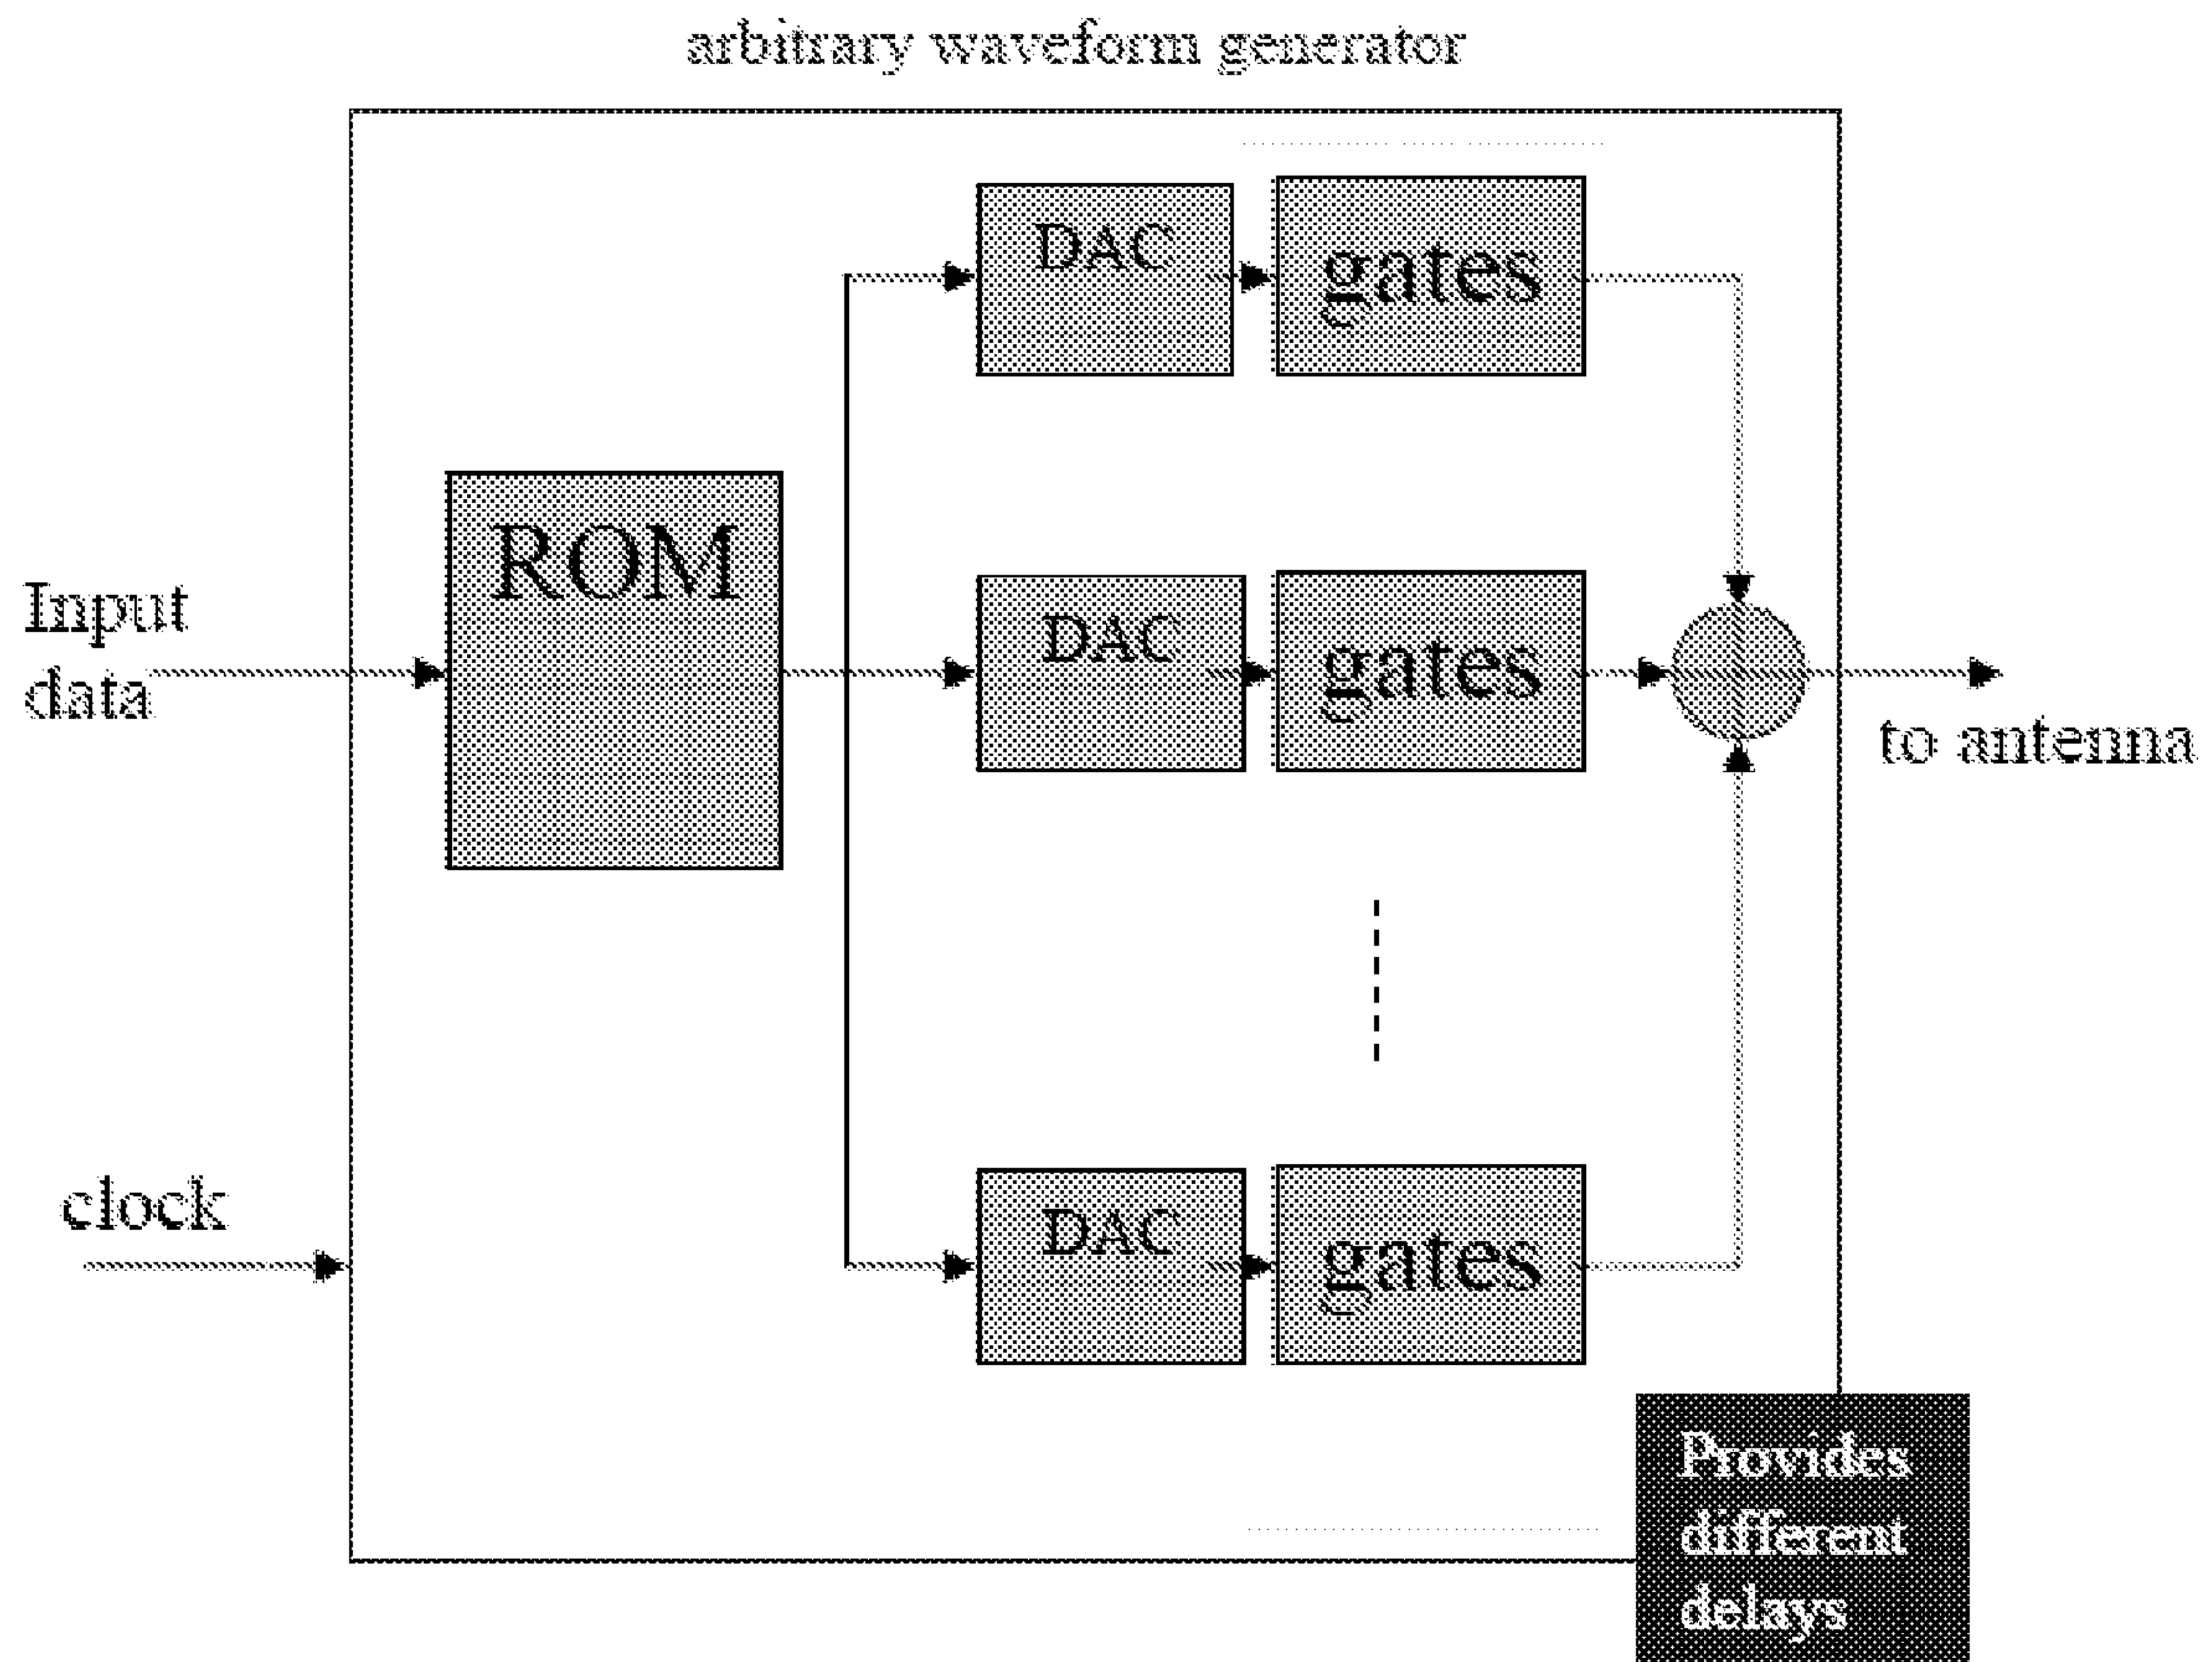 arbitrary waveform generator
DAC
gates
ROM
Input
data
DAC
gates
to antenna
clock
DAC
gates
Provides
different
delays